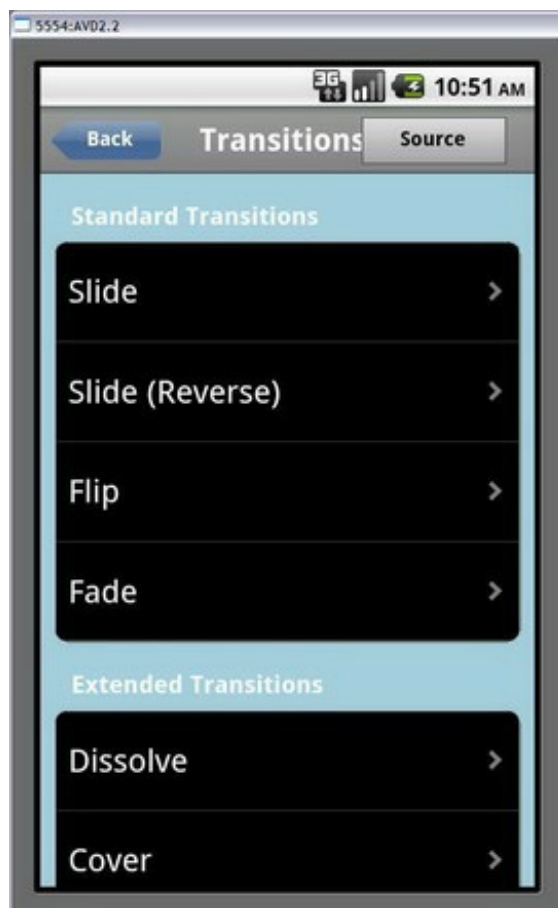 5554:AVD2.2
3G 10:51 AM
Back Transitions Source
Standard Transitions
Slide
Slide (Reverse)
Flip
Fade
Extended Transitions
Dissolve
Cover